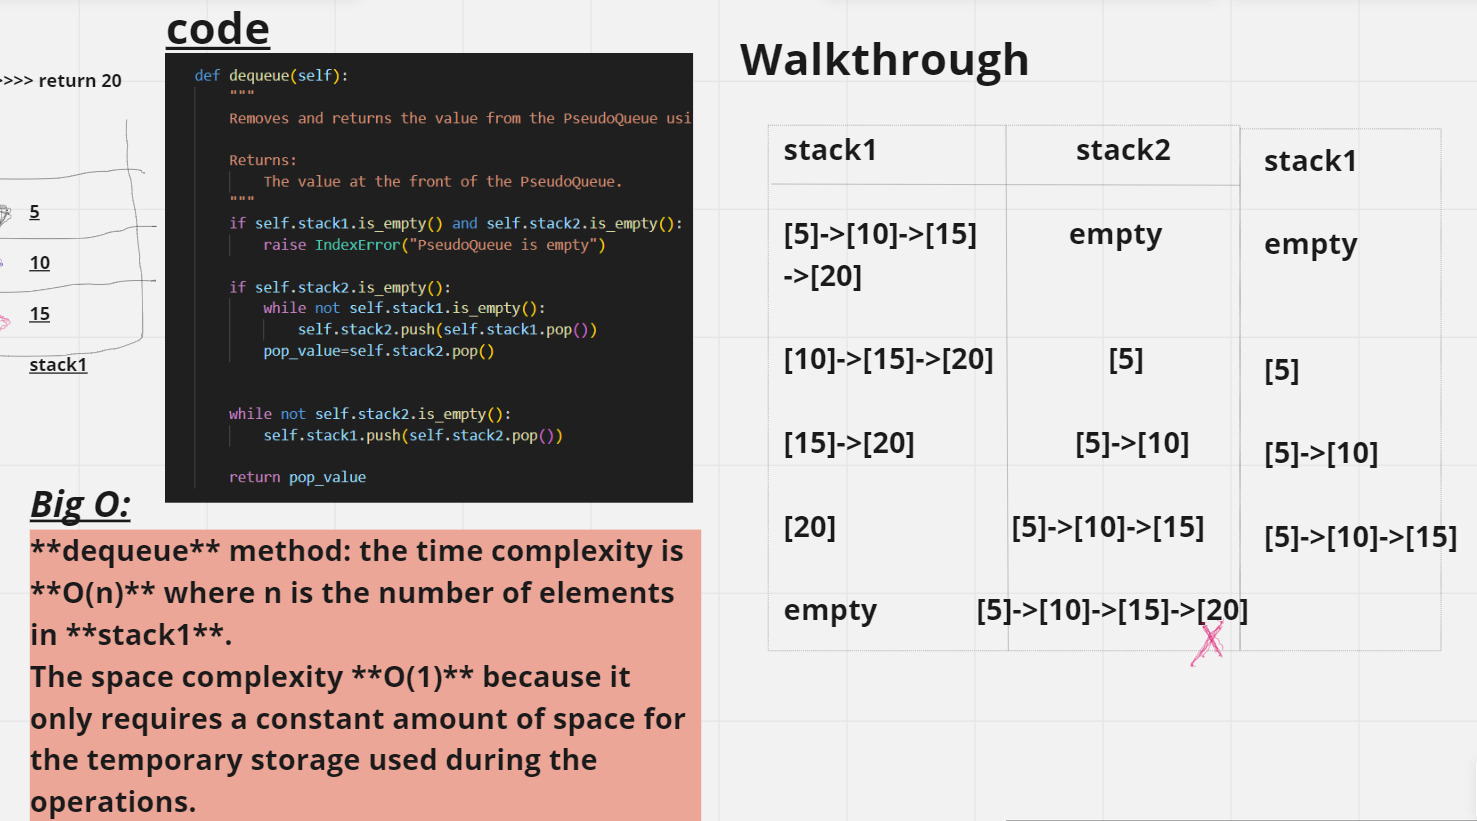 code
>>>> return 20
5
10
15
stack1
def dequeue(self):
"""
Removes and returns the value from the PseudoQueue usi
Returns:
The value at the front of the PseudoQueue.
"""
if self.stack1.is_empty() and self.stack2.is_empty():
raise IndexError("PseudoQueue is empty")
if self.stack2.is_empty():
while not self.stack1.is_empty():
self.stack2.push(self.stack1.pop())
pop_value=self.stack2.pop()
while not self.stack2.is_empty():
self.stack1.push(self.stack2.pop())
return pop_value
Big O:
**dequeue** method: the time complexity is
**O(n)** where n is the number of elements
in **stack1**.
The space complexity **O(1)** because it
only requires a constant amount of space for
the temporary storage used during the
operations.
Walkthrough
stack1 stack2 stack1
[5]->[10]->[15] empty empty
->[20]
[10]->[15]->[20] [5] [5]
[15]->[20] [5]->[10] [5]->[10]
[20] [5]->[10]->[15] [5]->[10]->[15]
empty [5]->[10]->[15]->[20]
X